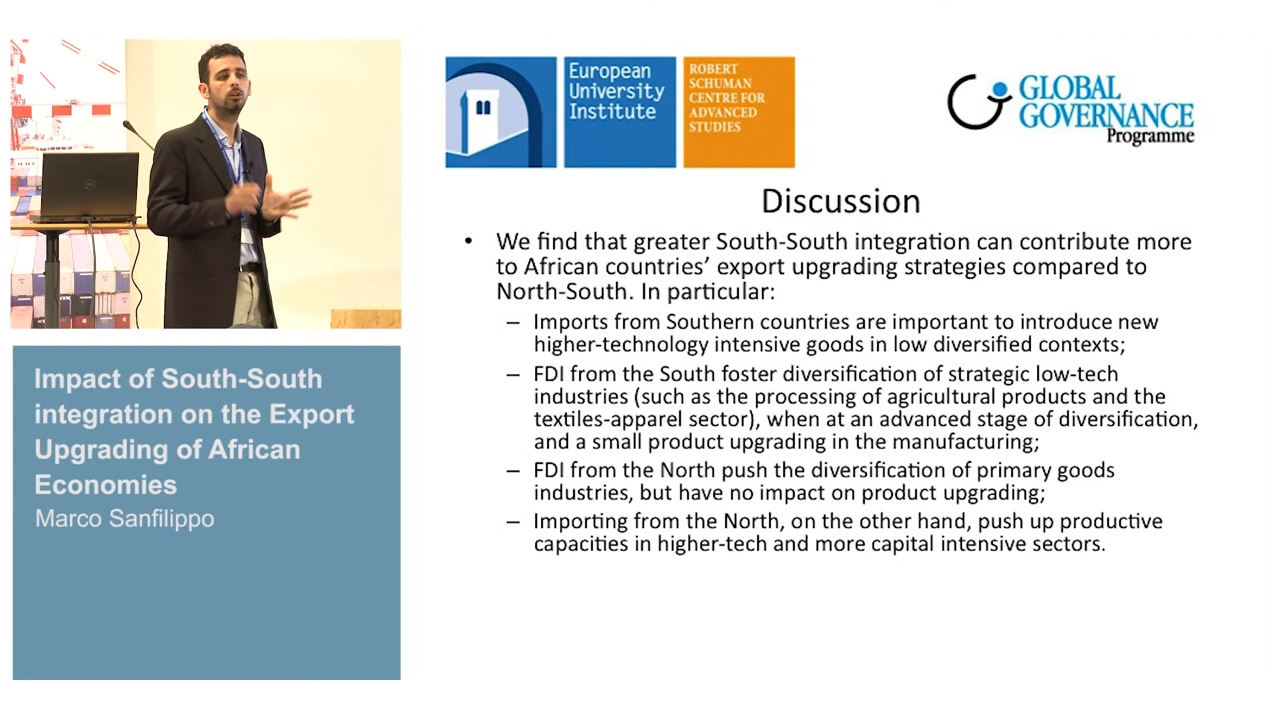 European
University
Institute
ROBERT
SCHUMAN
CENTRE FOR
ADVANCED
STUDIES
GLOBAL
GOVERNANCE
Programme
Discussion
• We find that greater South-South integration can contribute more
to African countries’ export upgrading strategies compared to
North-South. In particular:
– Imports from Southern countries are important to introduce new
higher-technology intensive goods in low diversified contexts;
– FDI from the South foster diversification of strategic low-tech
industries (such as the processing of agricultural products and the
textiles-apparel sector), when at an advanced stage of diversification,
and a small product upgrading in the manufacturing;
– FDI from the North push the diversification of primary goods
industries, but have no impact on product upgrading;
– Importing from the North, on the other hand, push up productive
capacities in higher-tech and more capital intensive sectors.
Impact of South-South
integration on the Export
Upgrading of African
Economies
Marco Sanfilippo